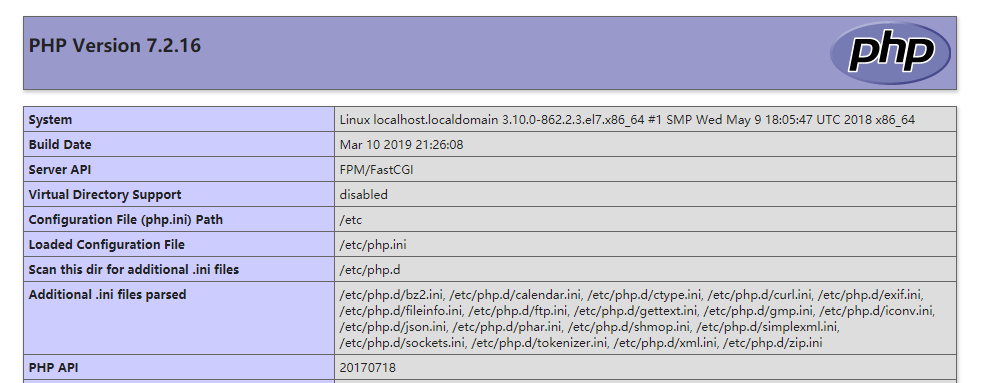 PHP Version 7.2.16
php
System
Linux localhost.localdomain 3.10.0-862.2.3.el7.x86_64 #1 SMP Wed May 9 18:05:47 UTC 2018 x86_64
Build Date
Mar 10 2019 21:26:08
Server API
FPM/FastCGI
Virtual Directory Support
disabled
Configuration File (php.ini) Path
/etc
Loaded Configuration File
/etc/php.ini
Scan this dir for additional .ini files
/etc/php.d
Additional .ini files parsed
/etc/php.d/bz2.ini, /etc/php.d/calendar.ini, /etc/php.d/ctype.ini, /etc/php.d/curl.ini, /etc/php.d/exif.ini,
/etc/php.d/fileinfo.ini, /etc/php.d/ftp.ini, /etc/php.d/gettext.ini, /etc/php.d/gmp.ini, /etc/php.d/iconv.ini,
/etc/php.d/json.ini, /etc/php.d/phar.ini, /etc/php.d/shmop.ini, /etc/php.d/simplexml.ini,
/etc/php.d/sockets.ini, /etc/php.d/tokenizer.ini, /etc/php.d/xml.ini, /etc/php.d/zip.ini
PHP API
20170718